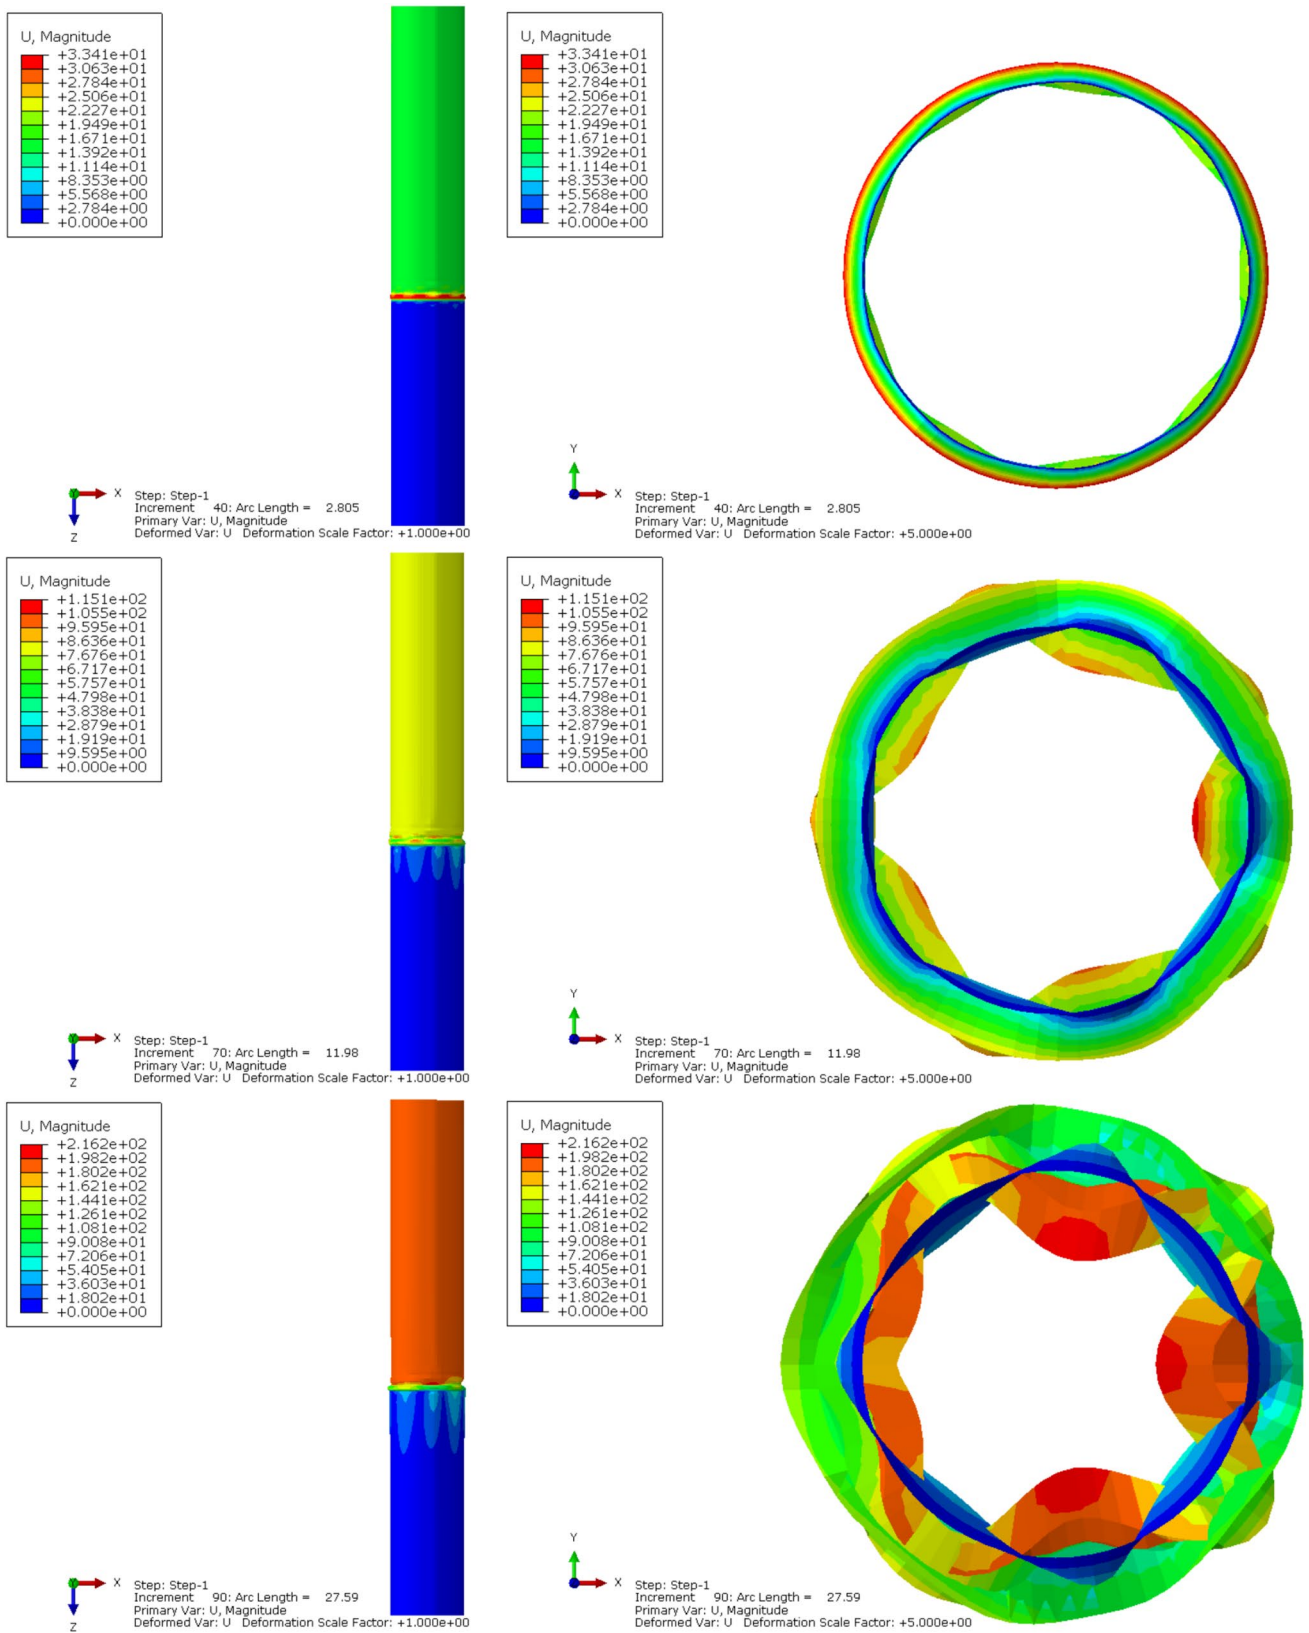 U, Magnitude
+3.341e+01
+3.063e+01
+2.784e+01
+2.506e+01
+2.227e+01
+1.949e+01
+1.671e+01
+1.392e+01
+1.114e+01
+8.353e+00
+5.568e+00
+2.784e+00
+0.000e+00
Y
X
Z
Step: Step-1
Increment 40: Arc Length = 2.805
Primary Var: U, Magnitude
Deformed Var: U Deformation Scale Factor: +1.000e+00
U, Magnitude
+3.341e+01
+3.063e+01
+2.784e+01
+2.506e+01
+2.227e+01
+1.949e+01
+1.671e+01
+1.392e+01
+1.114e+01
+8.353e+00
+5.568e+00
+2.784e+00
+0.000e+00
Y
X
Step: Step-1
Increment 40: Arc Length = 2.805
Primary Var: U, Magnitude
Deformed Var: U Deformation Scale Factor: +5.000e+00
U, Magnitude
+1.151e+02
+1.055e+02
+9.595e+01
+8.636e+01
+7.676e+01
+6.717e+01
+5.757e+01
+4.798e+01
+3.838e+01
+2.879e+01
+1.919e+01
+9.595e+00
+0.000e+00
Y
X
Z
Step: Step-1
Increment 70: Arc Length = 11.98
Primary Var: U, Magnitude
Deformed Var: U Deformation Scale Factor: +1.000e+00
U, Magnitude
+1.151e+02
+1.055e+02
+9.595e+01
+8.636e+01
+7.676e+01
+6.717e+01
+5.757e+01
+4.798e+01
+3.838e+01
+2.879e+01
+1.919e+01
+9.595e+00
+0.000e+00
Y
X
Step: Step-1
Increment 70: Arc Length = 11.98
Primary Var: U, Magnitude
Deformed Var: U Deformation Scale Factor: +5.000e+00
U, Magnitude
+2.162e+02
+1.982e+02
+1.802e+02
+1.621e+02
+1.441e+02
+1.261e+02
+1.081e+02
+9.008e+01
+7.206e+01
+5.405e+01
+3.603e+01
+1.802e+01
+0.000e+00
Y
X
Z
Step: Step-1
Increment 90: Arc Length = 27.59
Primary Var: U, Magnitude
Deformed Var: U Deformation Scale Factor: +1.000e+00
U, Magnitude
+2.162e+02
+1.982e+02
+1.802e+02
+1.621e+02
+1.441e+02
+1.261e+02
+1.081e+02
+9.008e+01
+7.206e+01
+5.405e+01
+3.603e+01
+1.802e+01
+0.000e+00
Y
X
Step: Step-1
Increment 90: Arc Length = 27.59
Primary Var: U, Magnitude
Deformed Var: U Deformation Scale Factor: +5.000e+00